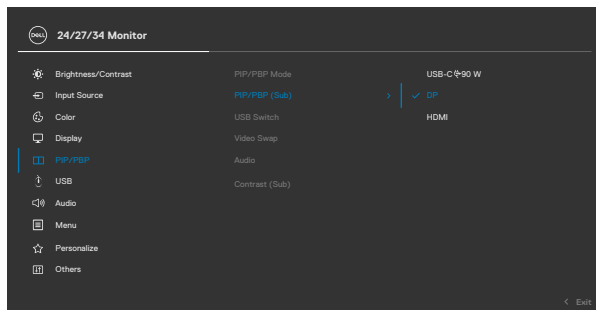 DELL 24/27/34 Monitor
Brightness/Contrast PIP/PBP Mode USB-C 90 W
Input Source PIP/PBP (Sub) DP
Color USB Switch HDMI
Display Video Swap
PIP/PBP Audio
USB Contrast (Sub)
Audio
Menu
Personalize
Others
Exit